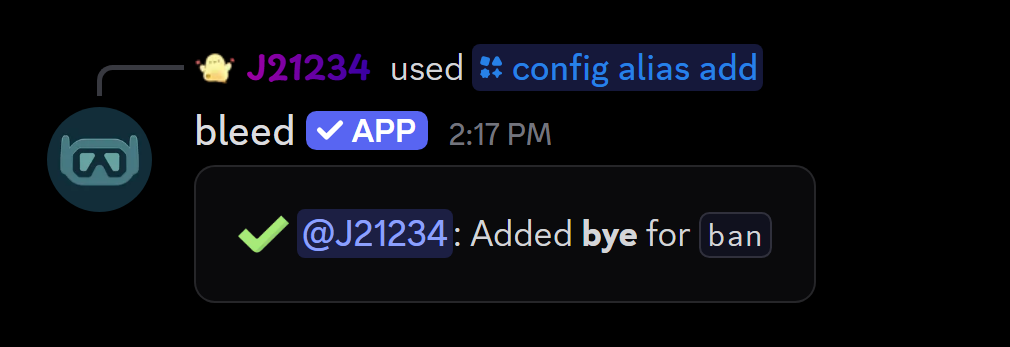 J21234 used config alias add
bleed APP 2:17 PM
@J21234: Added bye for ban